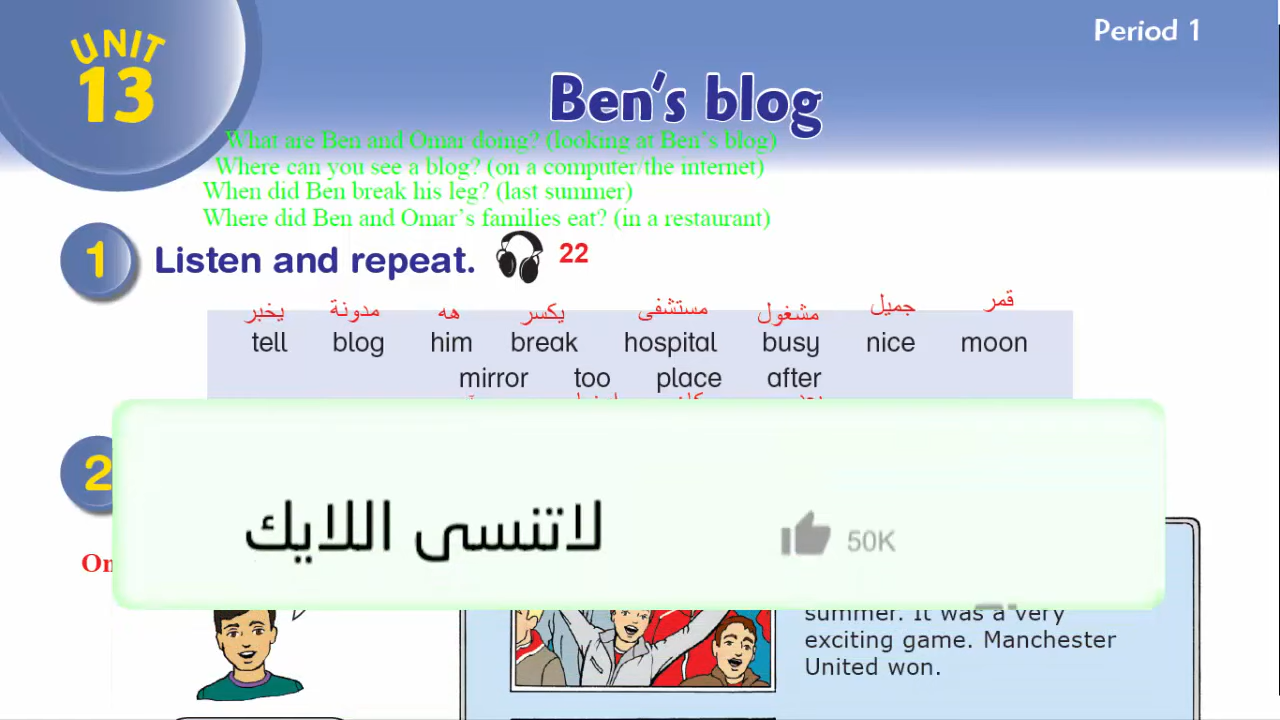 UNIT
13
Period 1
Ben's blog
What are Ben and Omar doing? (looking at Ben's blog)
Where can you see a blog? (on a computer/the internet)
When did Ben break his leg? (last summer)
Where did Ben and Omar's families eat? (in a restaurant)
1 Listen and repeat. 22
يخبر مدونة هه يكسر مستشفى مشغول جميل قمر
tell blog him break hospital busy nice moon
mirror too place after
2
لاتنسى اللايك
50K
summer. It was a very
exciting game. Manchester
United won.